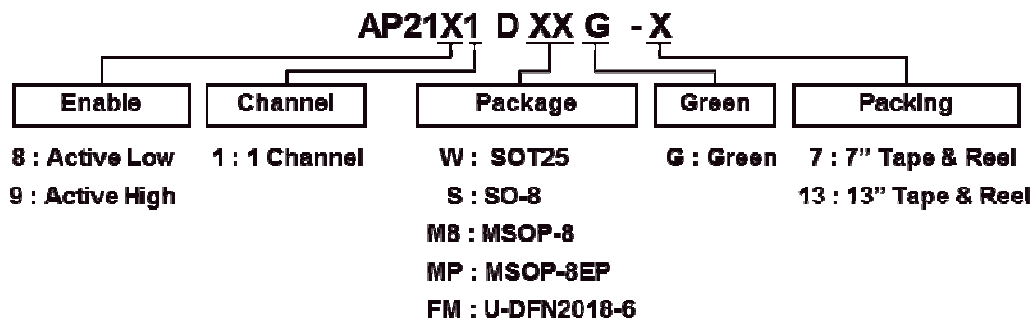 AP21X1 D XX G - X
Enable Channel Package Green Packing
8 : Active Low 1 : 1 Channel W : SOT25 G : Green 7 : 7” Tape & Reel
9 : Active High S : SO-8 13 : 13” Tape & Reel
M8 : MSOP-8
MP : MSOP-8EP
FM : U-DFN2018-6